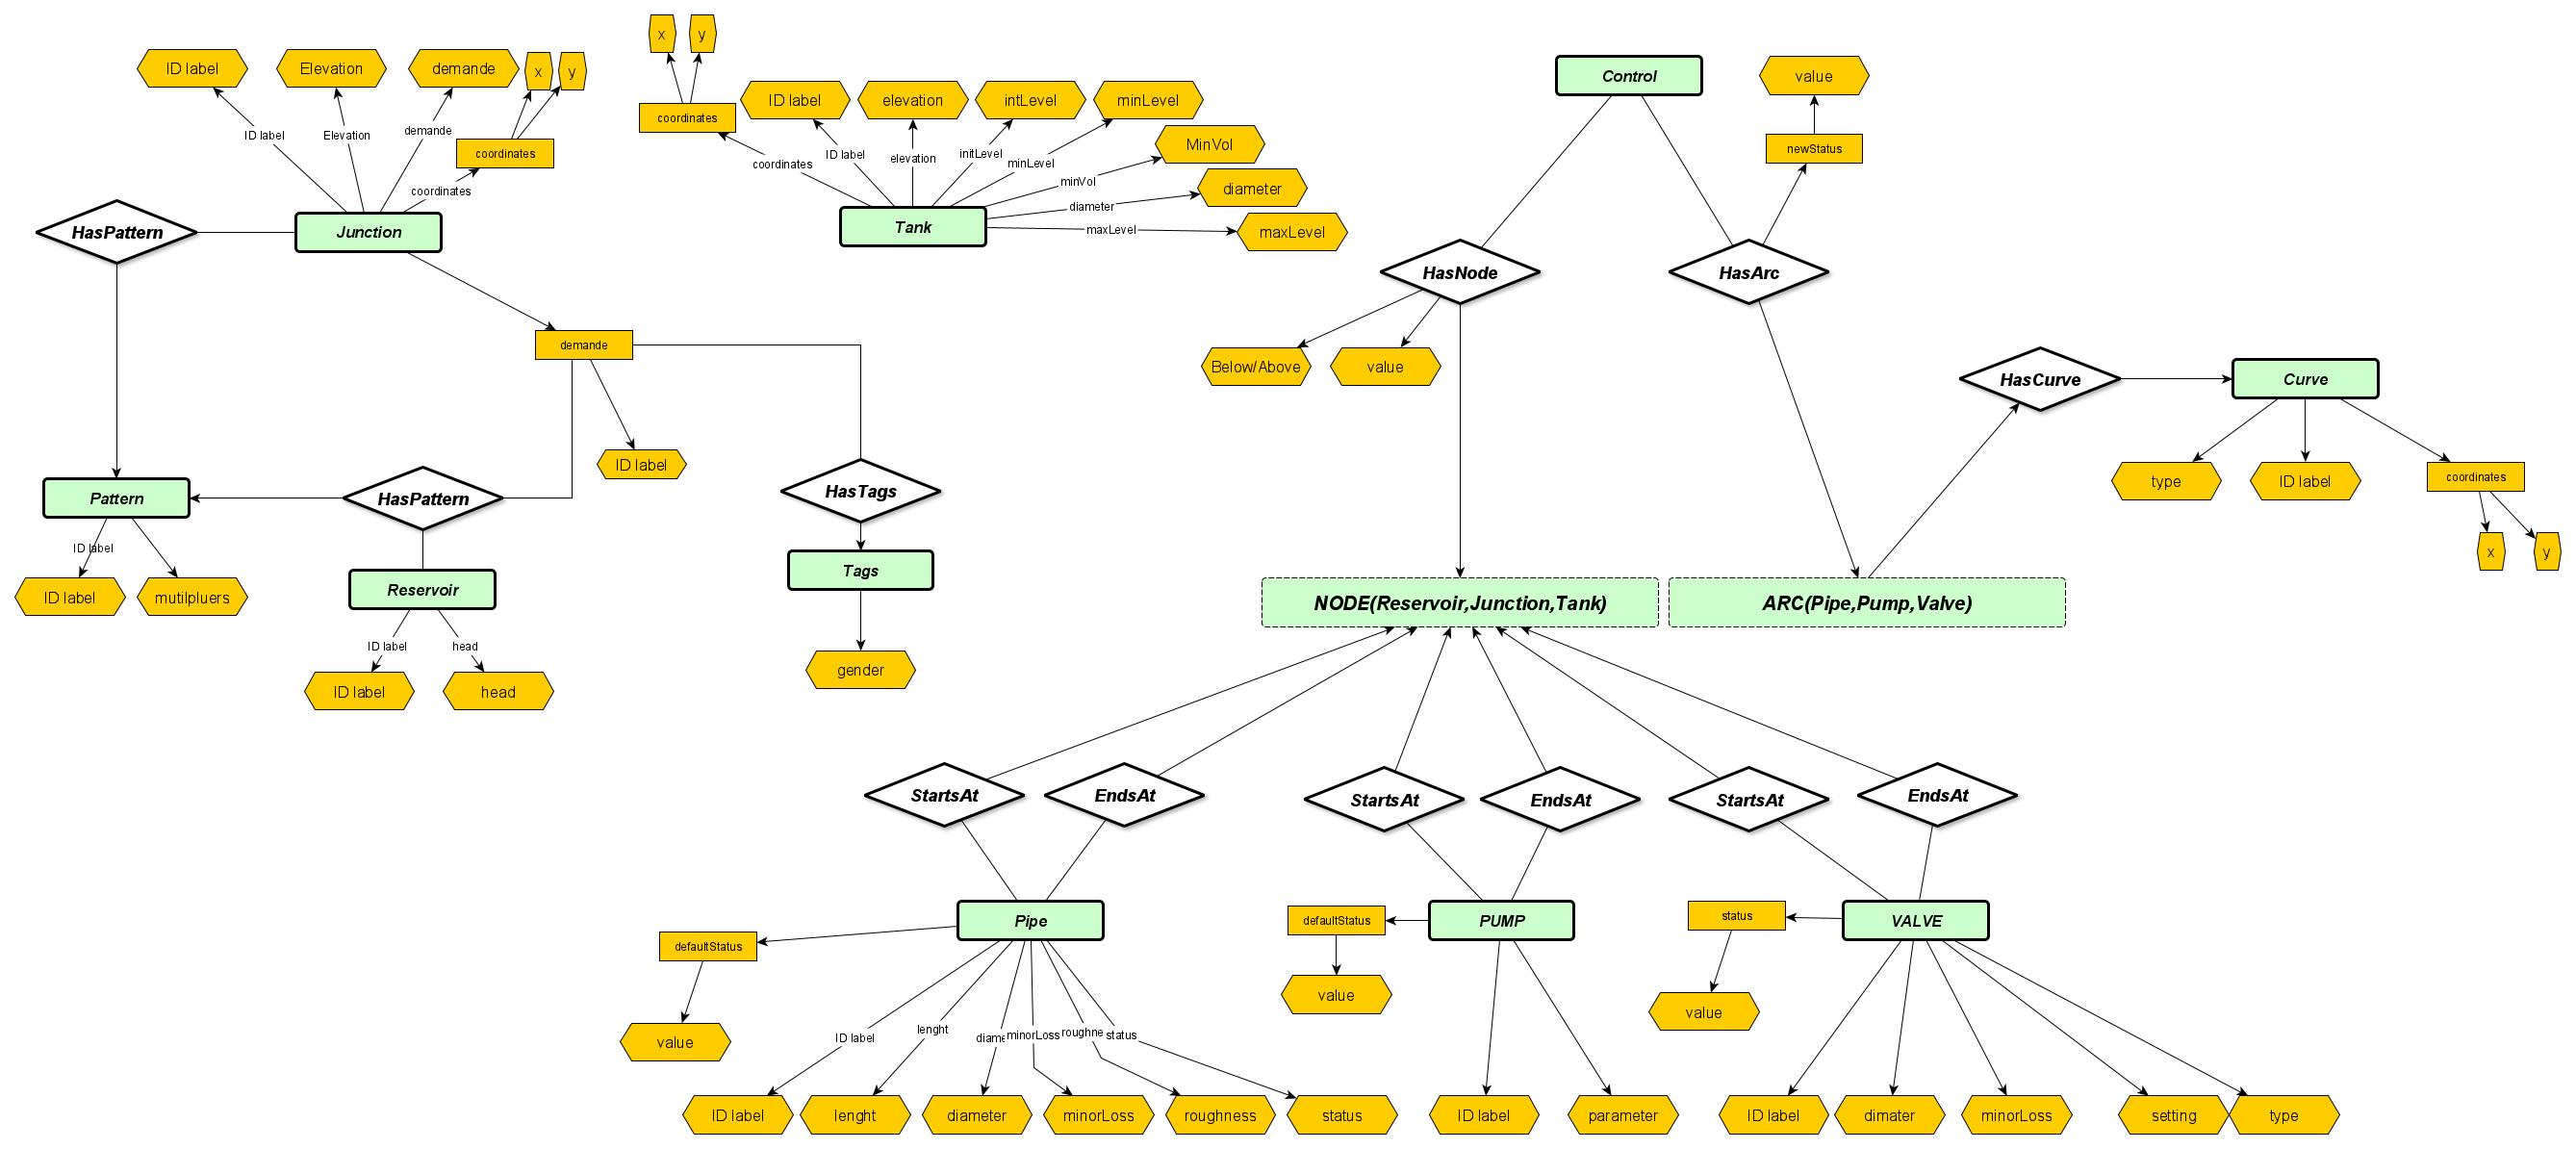 x
y
ID label
Elevation
demande
x
y
Control
value
ID label
elevation
intLevel
minLevel
coordinates
MinVol
ID label
Elevation
demande
coordinates
newStatus
coordinates
ID label
elevation
initLevel
minLevel
minVol
diameter
diameter
coordinates
maxLevel
maxLevel
HasPattern
Junction
Tank
HasNode
HasArc
demande
Below/Above
value
HasCurve
Curve
ID label
type
ID label
coordinates
Pattern
HasPattern
HasTags
x
y
ID label
Tags
ID label
mutilpluers
Reservoir
NODE(Reservoir,Junction,Tank)
ARC(Pipe,Pump,Valve)
ID label
head
gender
ID label
head
StartsAt
EndsAt
StartsAt
EndsAt
StartsAt
EndsAt
Pipe
PUMP
VALVE
defaultStatus
defaultStatus
status
value
value
value
ID label
lenght
diame
minorLoss
roughne
status
ID label
lenght
diameter
minorLoss
roughness
status
ID label
parameter
ID label
dimater
minorLoss
setting
type